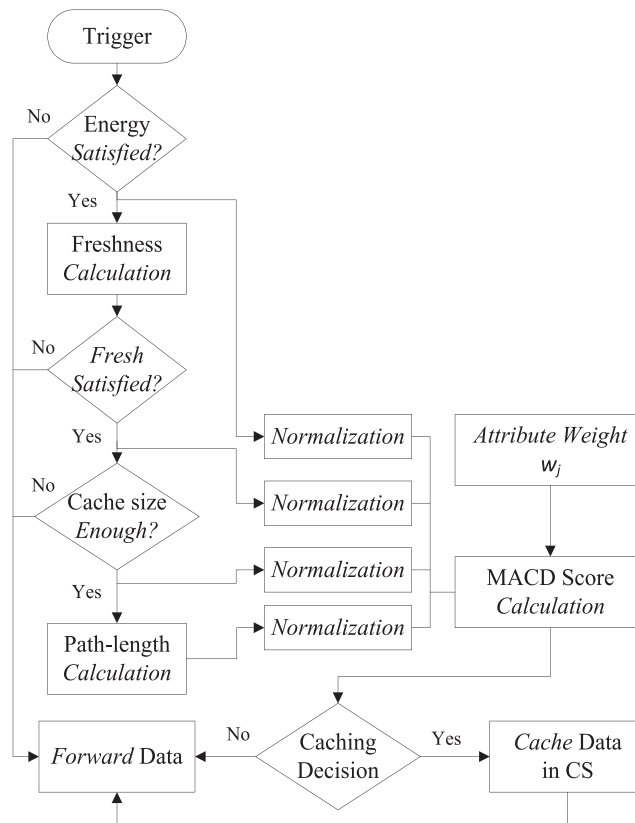 Trigger
No
Energy
Satisfied?
Yes
Freshness
Calculation
No
Fresh
Satisfied?
Yes
Normalization
Attribute Weight
wj
No
Cache size
Enough?
Normalization
Yes
Normalization
MACD Score
Calculation
Path-length
Calculation
Normalization
Forward Data
No
Caching
Decision
Yes
Cache Data
in CS